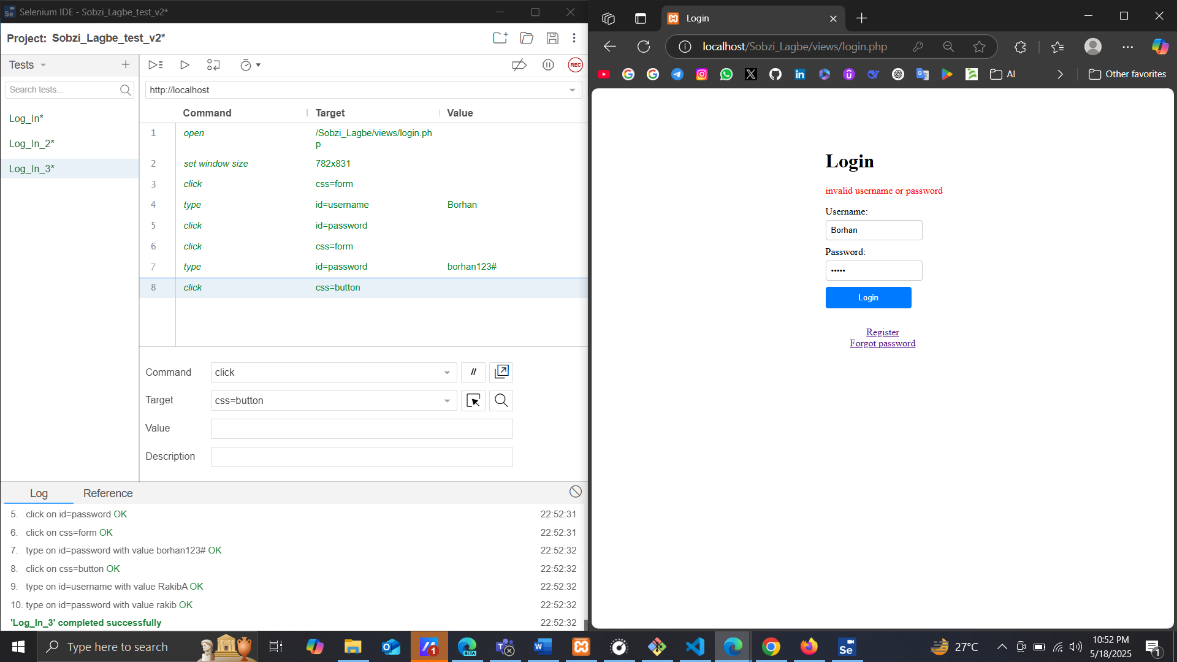 Selenium IDE - Sobzi_Lagbe_test_v2*
Project: Sobzi_Lagbe_test_v2*
Tests
REC
Search tests...
http://localhost
Log_In*
Log_In_2*
Log_In_3*
Command Target Value
1 open /Sobzi_Lagbe/views/login.ph
p
2 set window size 782x831
3 click css=form
4 type id=username Borhan
5 click id=password
6 click css=form
7 type id=password borhan123#
8 click css=button
Command click //
Target css=button
Value
Description
Log Reference
5. click on id=password OK 22:52:31
6. click on css=form OK 22:52:31
7. type on id=password with value borhan123# OK 22:52:32
8. click on css=button OK 22:52:32
9. type on id=username with value RakibA OK 22:52:32
10. type on id=password with value rakib OK 22:52:32
'Log_In_3' completed successfully 22:52:32
Login
localhost/Sobzi_Lagbe/views/login.php
AI
Other favorites
Login
invalid username or password
Username:
Borhan
Password:
•••••
Login
Register
Forgot password
Type here to search
1
Se
27°C
10:52 PM
5/18/2025
1